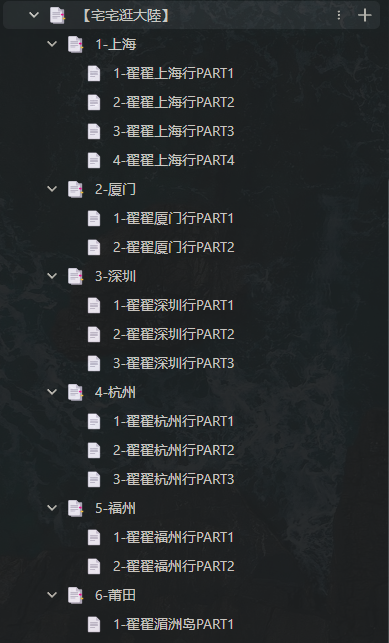 【宅宅逛大陸】
1-上海
1-翟翟上海行PART1
2-翟翟上海行PART2
3-翟翟上海行PART3
4-翟翟上海行PART4
2-厦门
1-翟翟厦门行PART1
2-翟翟厦门行PART2
3-深圳
1-翟翟深圳行PART1
2-翟翟深圳行PART2
3-翟翟深圳行PART3
4-杭州
1-翟翟杭州行PART1
2-翟翟杭州行PART2
3-翟翟杭州行PART3
5-福州
1-翟翟福州行PART1
2-翟翟福州行PART2
6-莆田
1-翟翟湄洲岛PART1